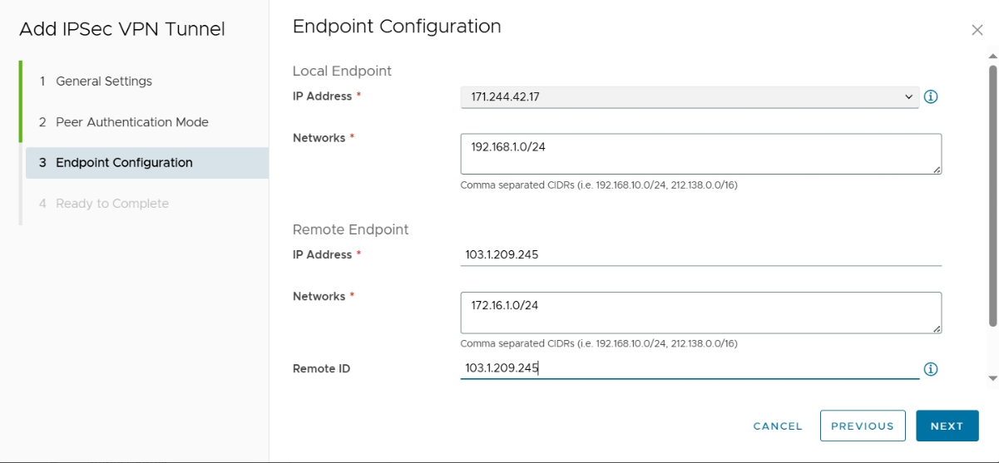 Add IPSec VPN Tunnel
1 General Settings
2 Peer Authentication Mode
3 Endpoint Configuration
4 Ready to Complete
Endpoint Configuration
Local Endpoint
IP Address *
171.244.42.17
Networks *
192.168.1.0/24
Comma separated CIDRs (i.e. 192.168.10.0/24, 212.138.0.0/16)
Remote Endpoint
IP Address *
103.1.209.245
Networks *
172.16.1.0/24
Comma separated CIDRs (i.e. 192.168.10.0/24, 212.138.0.0/16)
Remote ID
103.1.209.245
CANCEL
PREVIOUS
NEXT